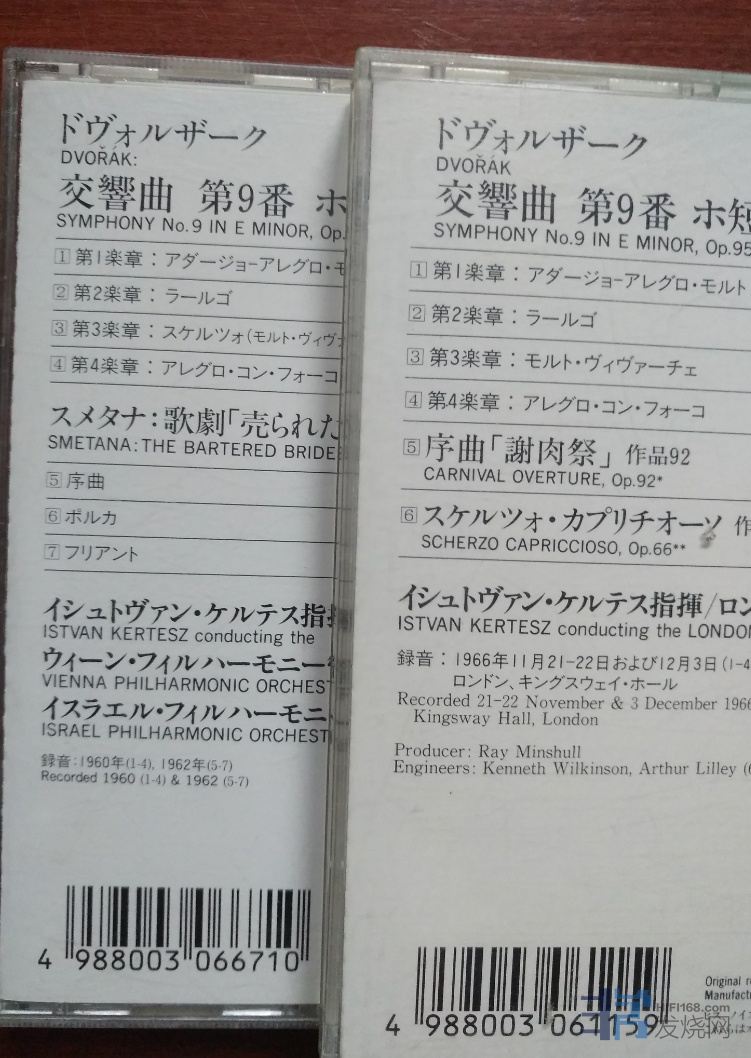 ドヴォルザーク
DVOŘÁK:
交響曲 第9番 ホ
SYMPHONY No.9 IN E MINOR, Op.
1 第1楽章：アダージョ－アレグロ・モ
2 第2楽章：ラールゴ
3 第3楽章：スケルツォ(モルト・ヴィヴァ
4 第4楽章：アレグロ・コン・フォーコ
スメタナ：歌劇「売られた
SMETANA: THE BARTERED BRIDE
5 序曲
6 ポルカ
7 フリアント
イシュトヴァン・ケルテス指揮
ISTVAN KERTESZ conducting the
ウィーン・フィルハーモニー
VIENNA PHILHARMONIC ORCHEST
イスラエル・フィルハーモニ
ISRAEL PHILHARMONIC ORCHEST
録音：1960年(1-4), 1962年(5-7)
Recorded 1960 (1-4) & 1962 (5-7)
4 988003 066710
ドヴォルザーク
DVOŘÁK
交響曲 第9番 ホ短
SYMPHONY No.9 IN E MINOR, Op.95
1 第1楽章：アダージョ－アレグロ・モルト
2 第2楽章：ラールゴ
3 第3楽章：モルト・ヴィヴァーチェ
4 第4楽章：アレグロ・コン・フォーコ
5 序曲「謝肉祭」 作品92
CARNIVAL OVERTURE, Op.92*
6 スケルツォ・カプリチオーソ 作
SCHERZO CAPRICCIOSO, Op.66**
イシュトヴァン・ケルテス指揮/ロン
ISTVAN KERTESZ conducting the LONDON
録音：1966年11月21-22日および12月3日(1-4
ロンドン、キングスウェイ・ホール
Recorded 21-22 November & 3 December 1966
Kingsway Hall, London
Producer: Ray Minshull
Engineers: Kenneth Wilkinson, Arthur Lilley (6
4 988003 061159
Original re
Manufactu
HIFI168.com
发烧网